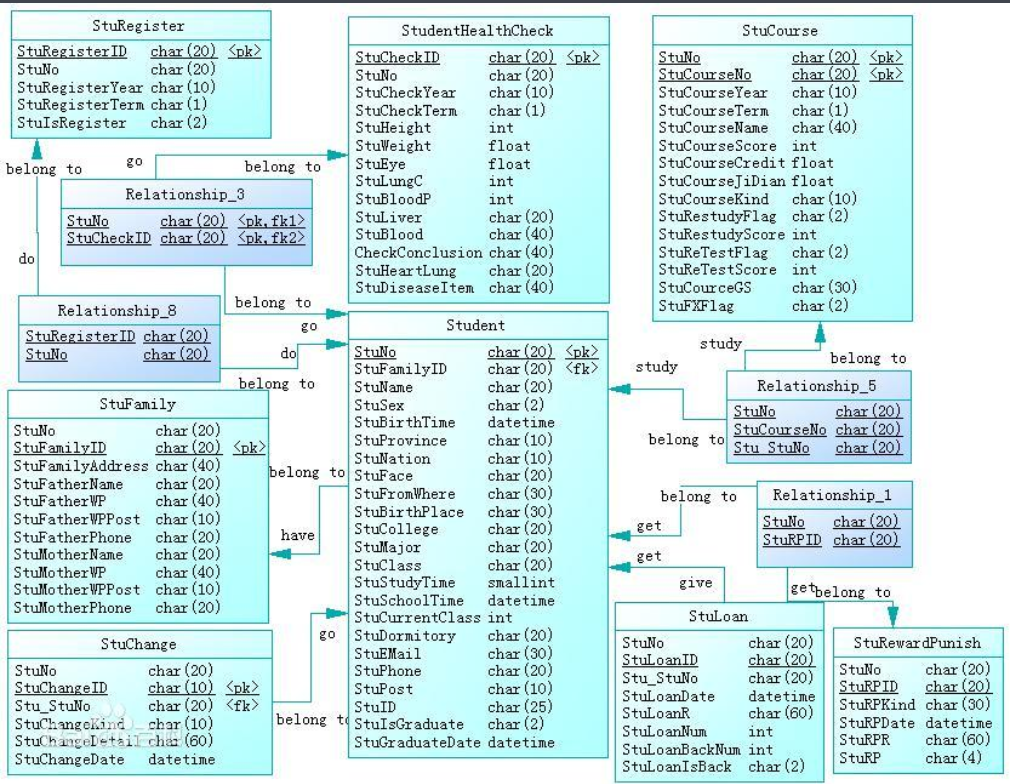 StuRegister
StuRegisterID char(20) <pk>
StuNo char(20)
StuRegisterYear char(10)
StuRegisterTerm char(1)
StuIsRegister char(2)
StudentHealthCheck
StuCheckID char(20) <pk>
StuNo char(20)
StuCheckYear char(10)
StuCheckTerm char(1)
StuHeight int
StuWeight float
StuEye float
StuLungC int
StuBloodP int
StuLiver char(20)
StuBlood char(40)
CheckConclusion char(40)
StuHeartLung char(20)
StuDiseaseItem char(40)
StuCourse
StuNo char(20) <pk>
StuCourseNo char(20) <pk>
StuCourseYear char(10)
StuCourseTerm char(1)
StuCourseName char(40)
StuCourseScore int
StuCourseCredit float
StuCourseJiDian float
StuCourseKind char(10)
StuRestudyFlag char(2)
StuRestudyScore int
StuReTestFlag char(2)
StuReTestScore int
StuCourceGS char(30)
StuFXFlag char(2)
belong to
go
belong to
Relationship_3
StuNo char(20) <pk,fk1>
StuCheckID char(20) <pk,fk2>
do
belong to
go
Relationship_8
StuRegisterID char(20)
StuNo char(20)
do
belong to
Student
StuNo char(20) <pk>
StuFamilyID char(20) <fk>
StuName char(20)
StuSex char(2)
StuBirthTime datetime
StuProvince char(10)
StuNation char(10)
StuFace char(20)
StuFromWhere char(30)
StuBirthPlace char(30)
StuCollege char(20)
StuMajor char(20)
StuClass char(20)
StuStudyTime smallint
StuSchoolTime datetime
StuCurrentClass int
StuDormitory char(20)
StuEMail char(30)
StuPhone char(20)
StuPost char(10)
StuID char(25)
StuIsGraduate char(2)
StuGraduateDate datetime
study
belong to
study
belong to
Relationship_5
StuNo char(20)
StuCourseNo char(20)
Stu_StuNo char(20)
StuFamily
StuNo char(20)
StuFamilyID char(20) <pk>
StuFamilyAddress char(40)
StuFatherName char(20)
StuFatherWP char(40)
StuFatherWPPost char(10)
StuFatherPhone char(20)
StuMotherName char(20)
StuMotherWP char(40)
StuMotherWPPost char(10)
StuMotherPhone char(20)
belong to
have
belong to
get
Relationship_1
StuNo char(20)
StuRPID char(20)
get
give
get
belong to
StuChange
StuNo char(20)
StuChangeID char(10) <pk>
Stu_StuNo char(20) <fk>
StuChangeKind char(10)
StuChangeDetail char(60)
StuChangeDate datetime
go
belong to
StuLoan
StuNo char(20)
StuLoanID char(20)
Stu_StuNo char(20)
StuLoanDate datetime
StuLoanR char(60)
StuLoanNum int
StuLoanBackNum int
StuLoanIsBack char(2)
StuRewardPunish
StuNo char(20)
StuRPID char(20)
StuRPKind char(30)
StuRPDate datetime
StuRPR char(60)
StuRP char(4)